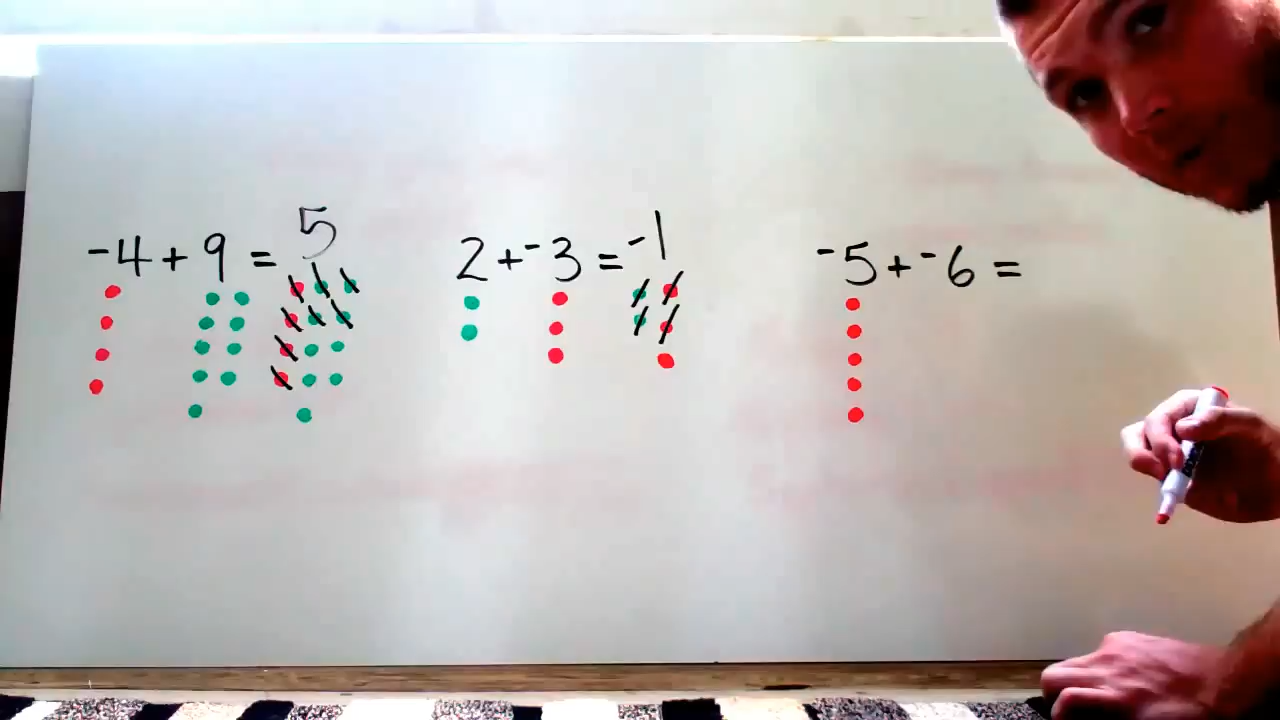 -4 + 9 = 5
2 + -3 = -1
-5 + -6 =